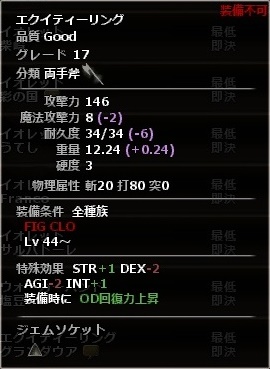 装備不可
エクイティーリング
品質 Good
グレード 17
分類 両手斧
攻撃力 146
魔法攻撃力 8 (-2)
耐久度 34/34 (-6)
重量 12.24 (+0.24)
硬度 3
物理属性 斬20 打80 突0
装備条件 全種族
FIG CLO
Lv 44～
特殊効果 STR+1 DEX-2
AGI-2 INT+1
装備時に OD回復力上昇
ジェムソケット